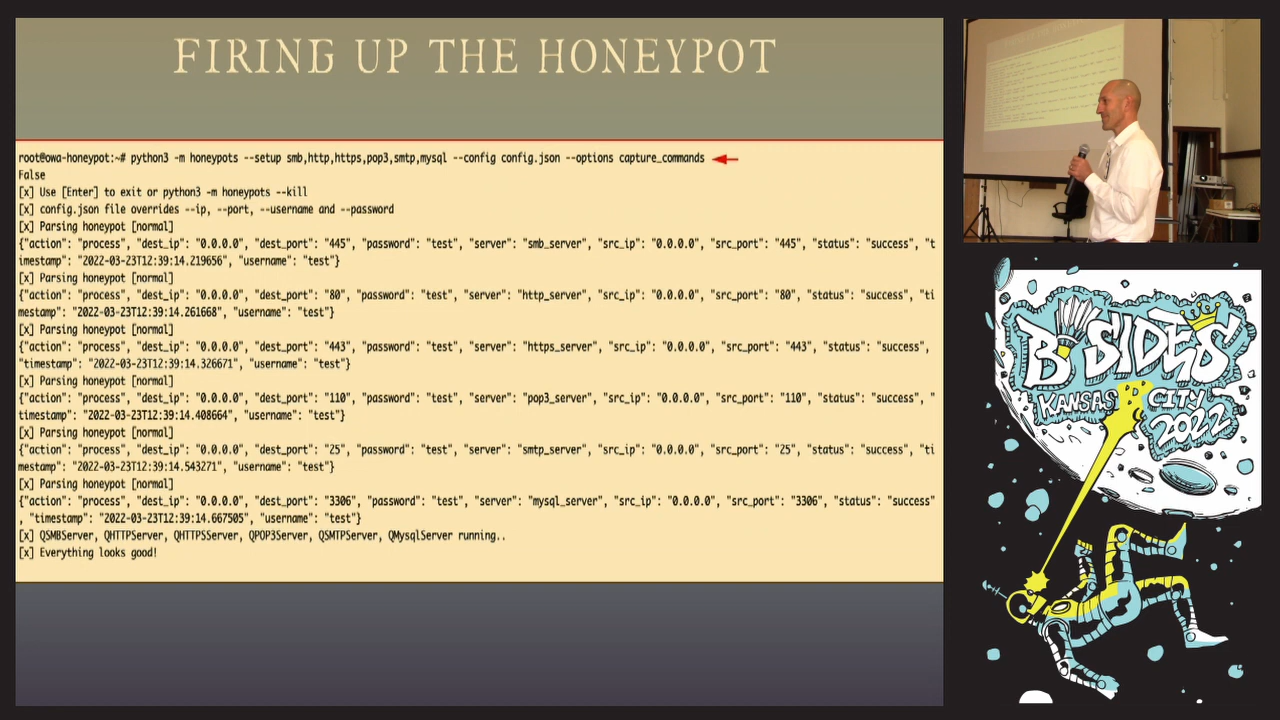 FIRING UP THE HONEYPOT
root@owa-honeypot:~# python3 -m honeypots --setup smb,http,https,pop3,smtp,mysql --config config.json --options capture_commands
False
[x] Use [Enter] to exit or python3 -m honeypots --kill
[x] config.json file overrides --ip, --port, --username and --password
[x] Parsing honeypot [normal]
{"action": "process", "dest_ip": "0.0.0.0", "dest_port": "445", "password": "test", "server": "smb_server", "src_ip": "0.0.0.0", "src_port": "445", "status": "success", "t
imestamp": "2022-03-23T12:39:14.219656", "username": "test"}
[x] Parsing honeypot [normal]
{"action": "process", "dest_ip": "0.0.0.0", "dest_port": "80", "password": "test", "server": "http_server", "src_ip": "0.0.0.0", "src_port": "80", "status": "success", "ti
mestamp": "2022-03-23T12:39:14.261668", "username": "test"}
[x] Parsing honeypot [normal]
{"action": "process", "dest_ip": "0.0.0.0", "dest_port": "443", "password": "test", "server": "https_server", "src_ip": "0.0.0.0", "src_port": "443", "status": "success",
"timestamp": "2022-03-23T12:39:14.326671", "username": "test"}
[x] Parsing honeypot [normal]
{"action": "process", "dest_ip": "0.0.0.0", "dest_port": "110", "password": "test", "server": "pop3_server", "src_ip": "0.0.0.0", "src_port": "110", "status": "success", "
timestamp": "2022-03-23T12:39:14.408664", "username": "test"}
[x] Parsing honeypot [normal]
{"action": "process", "dest_ip": "0.0.0.0", "dest_port": "25", "password": "test", "server": "smtp_server", "src_ip": "0.0.0.0", "src_port": "25", "status": "success", "ti
mestamp": "2022-03-23T12:39:14.543271", "username": "test"}
[x] Parsing honeypot [normal]
{"action": "process", "dest_ip": "0.0.0.0", "dest_port": "3306", "password": "test", "server": "mysql_server", "src_ip": "0.0.0.0", "src_port": "3306", "status": "success"
, "timestamp": "2022-03-23T12:39:14.667505", "username": "test"}
[x] QSMBServer, QHTTPServer, QHTTPSServer, QPOP3Server, QSMTPServer, QMysqlServer running..
[x] Everything looks good!
BSIDES
KANSAS CITY
2022